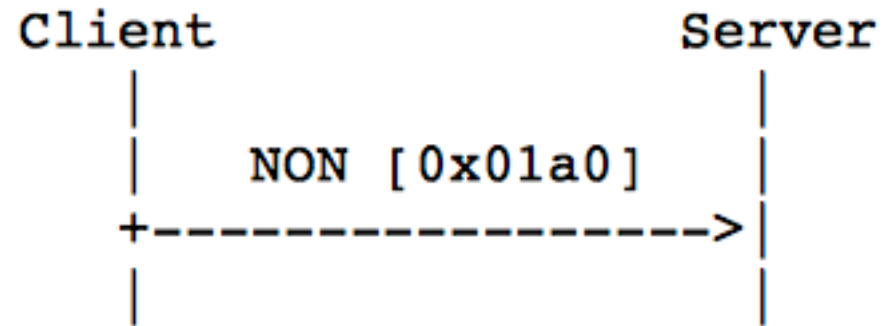 Client Server
| |
| NON [0x01a0] |
+------------------>|
| |